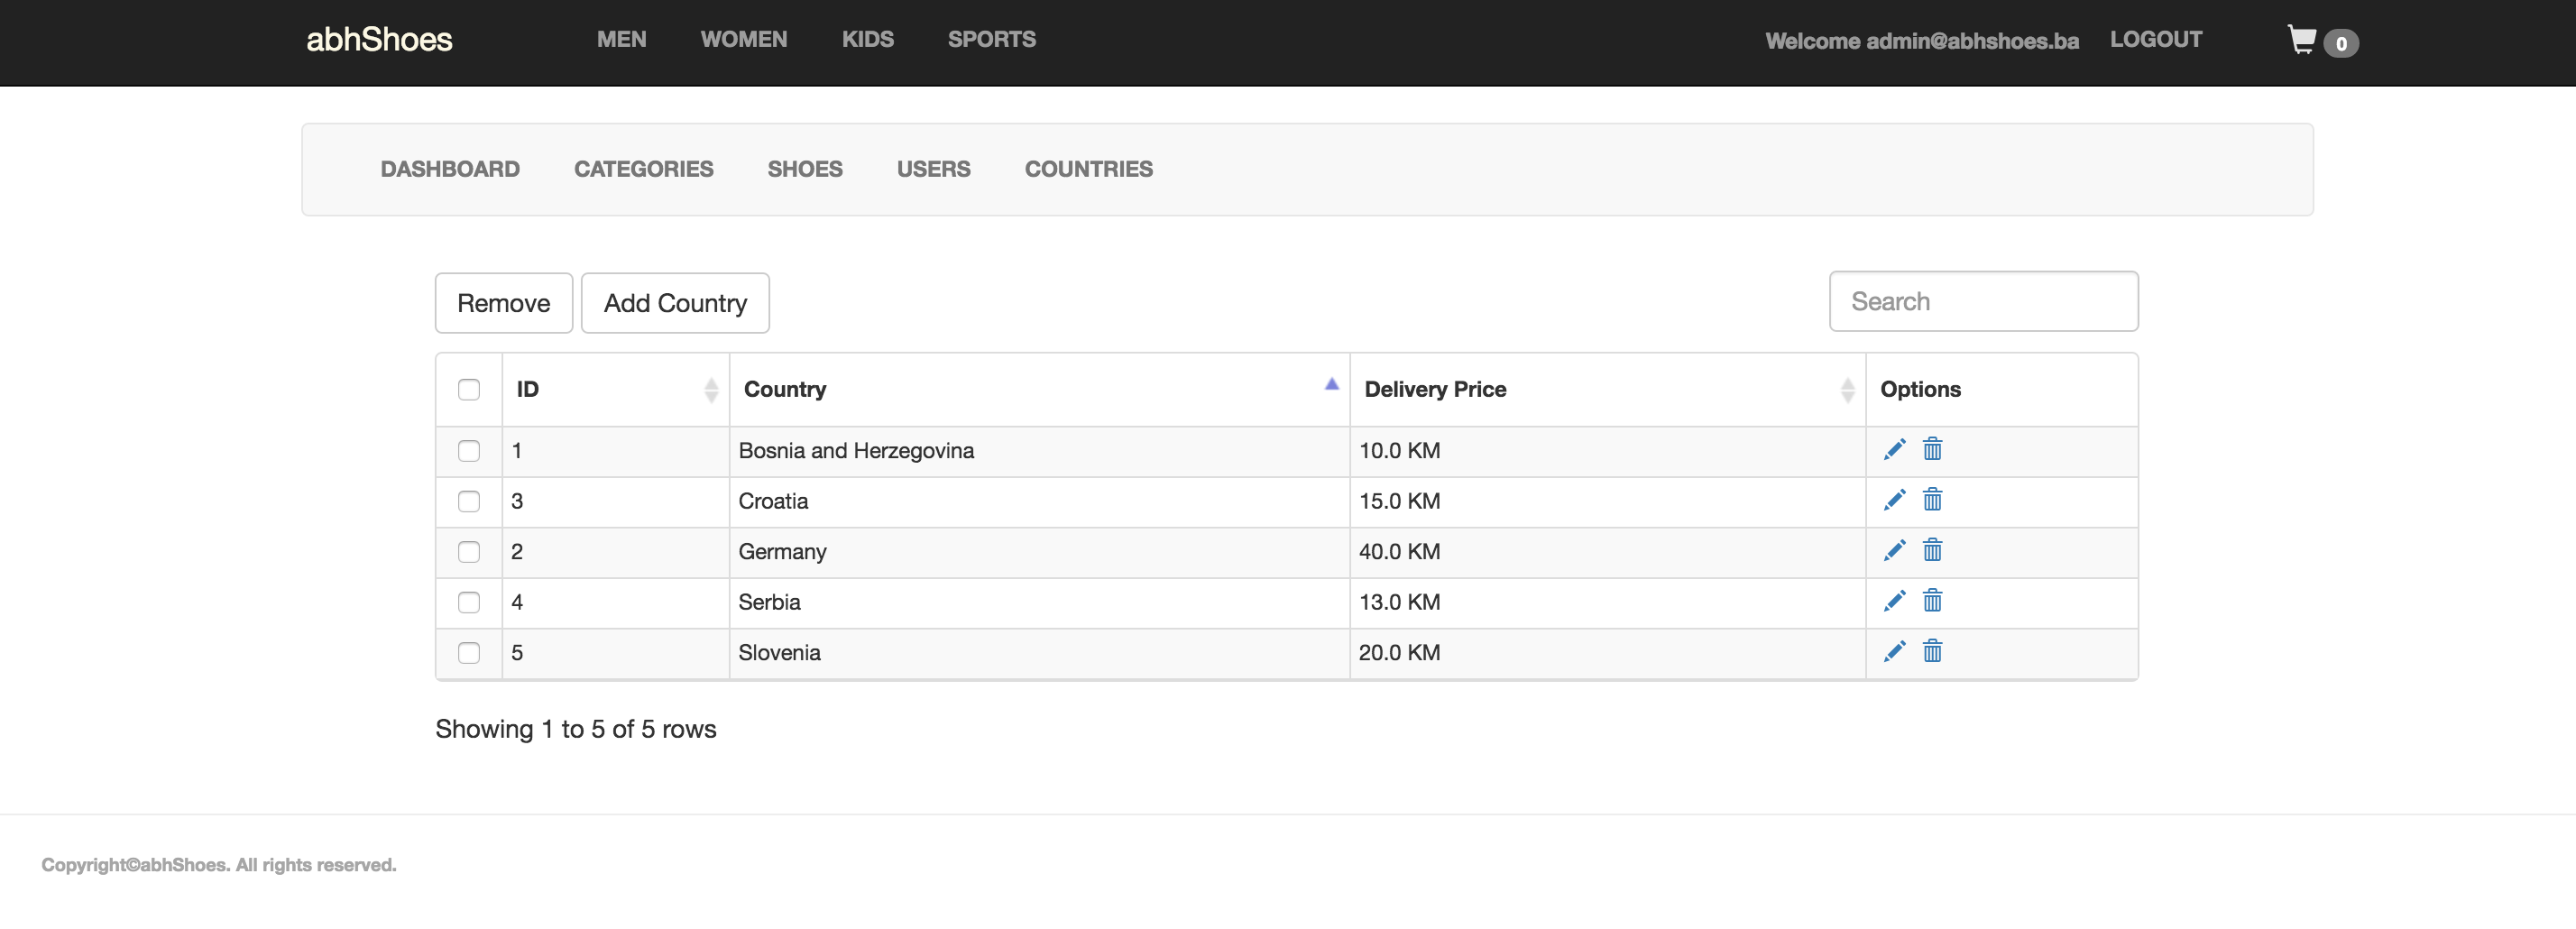 abhShoes MEN WOMEN KIDS SPORTS Welcome admin@abhshoes.ba LOGOUT 0
DASHBOARD CATEGORIES SHOES USERS COUNTRIES
Remove Add Country Search
ID Country Delivery Price Options
1 Bosnia and Herzegovina 10.0 KM
3 Croatia 15.0 KM
2 Germany 40.0 KM
4 Serbia 13.0 KM
5 Slovenia 20.0 KM
Showing 1 to 5 of 5 rows
Copyright©abhShoes. All rights reserved.